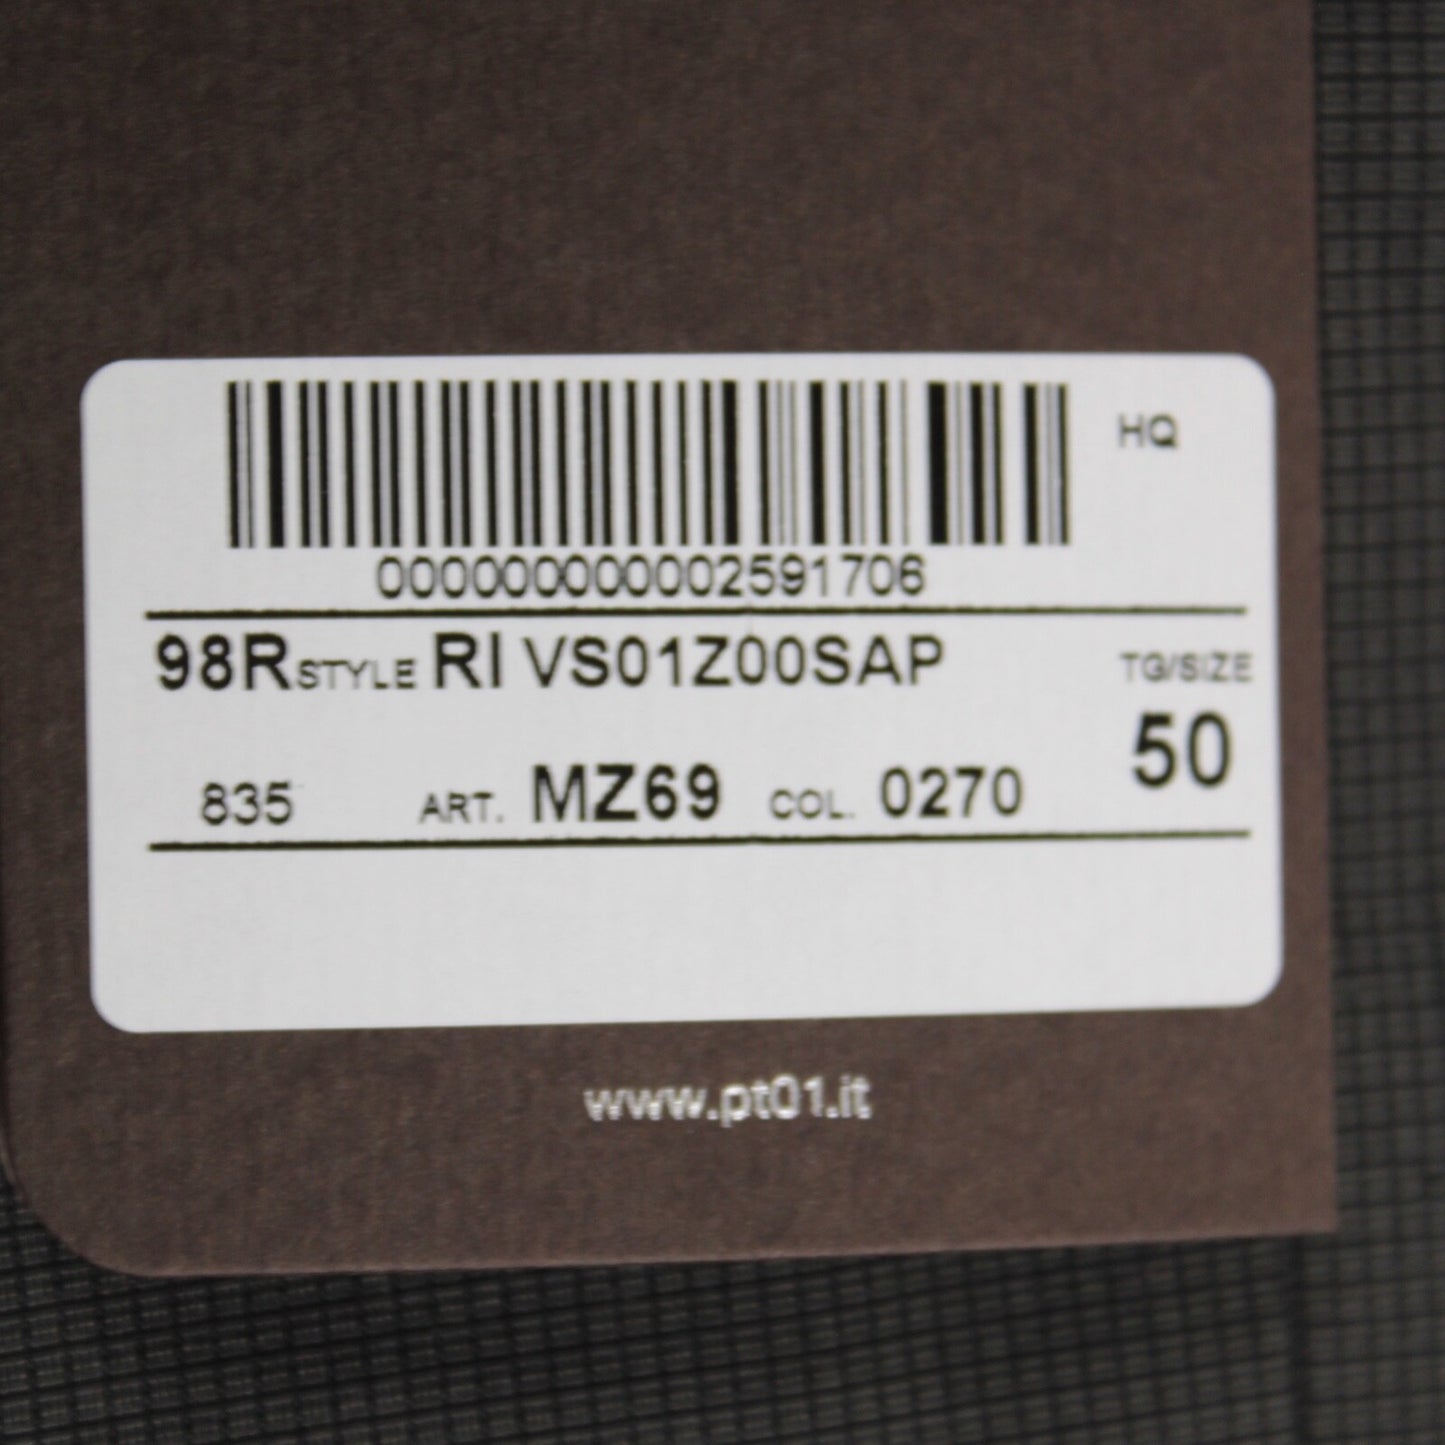 HQ
000000000002591706
98R STYLE RI VS01Z00SAP TG/SIZE
835 ART. MZ69 COL. 0270 50
www.pt01.it